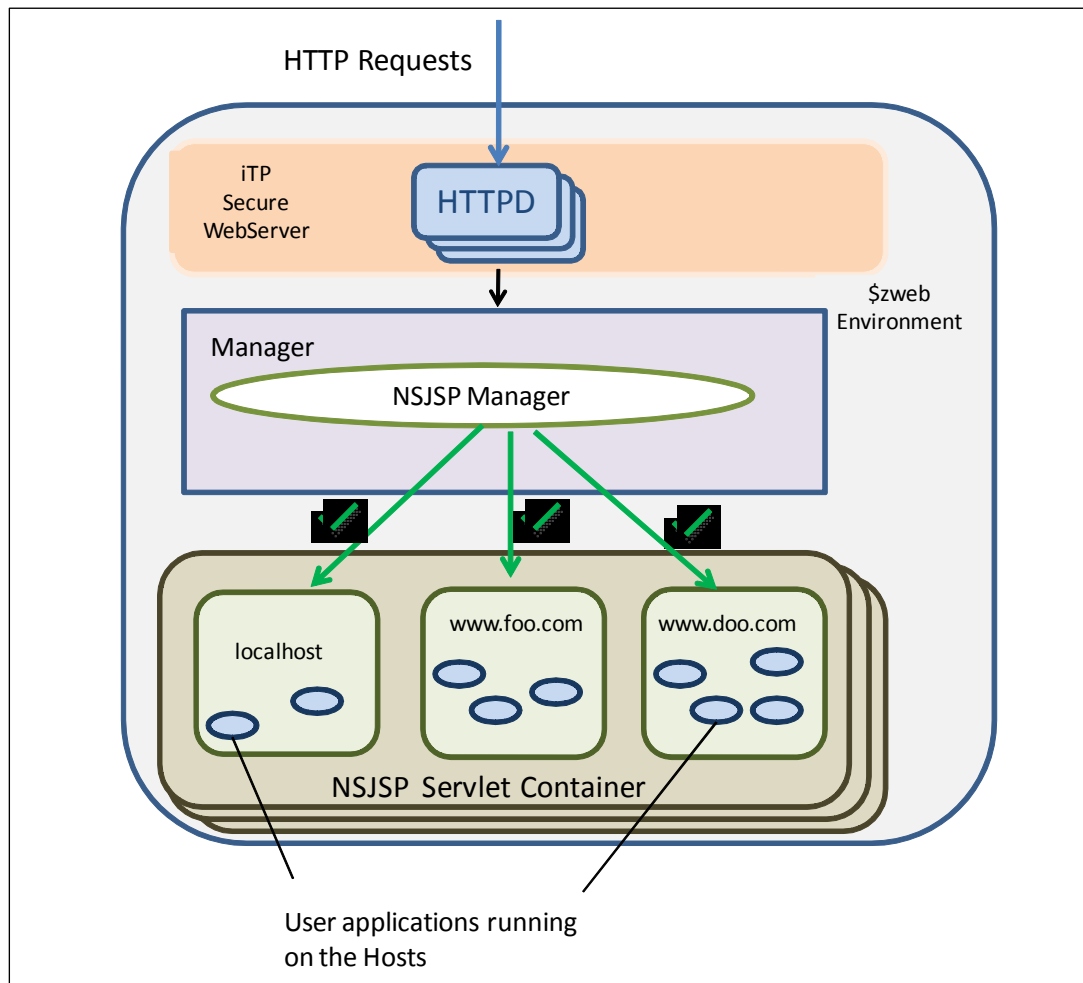 HTTP Requests
iTP
Secure
WebServer
HTTPD
$zweb
Environment
Manager
NSJSP Manager
localhost
www.foo.com
www.doo.com
NSJSP Servlet Container
User applications running
on the Hosts